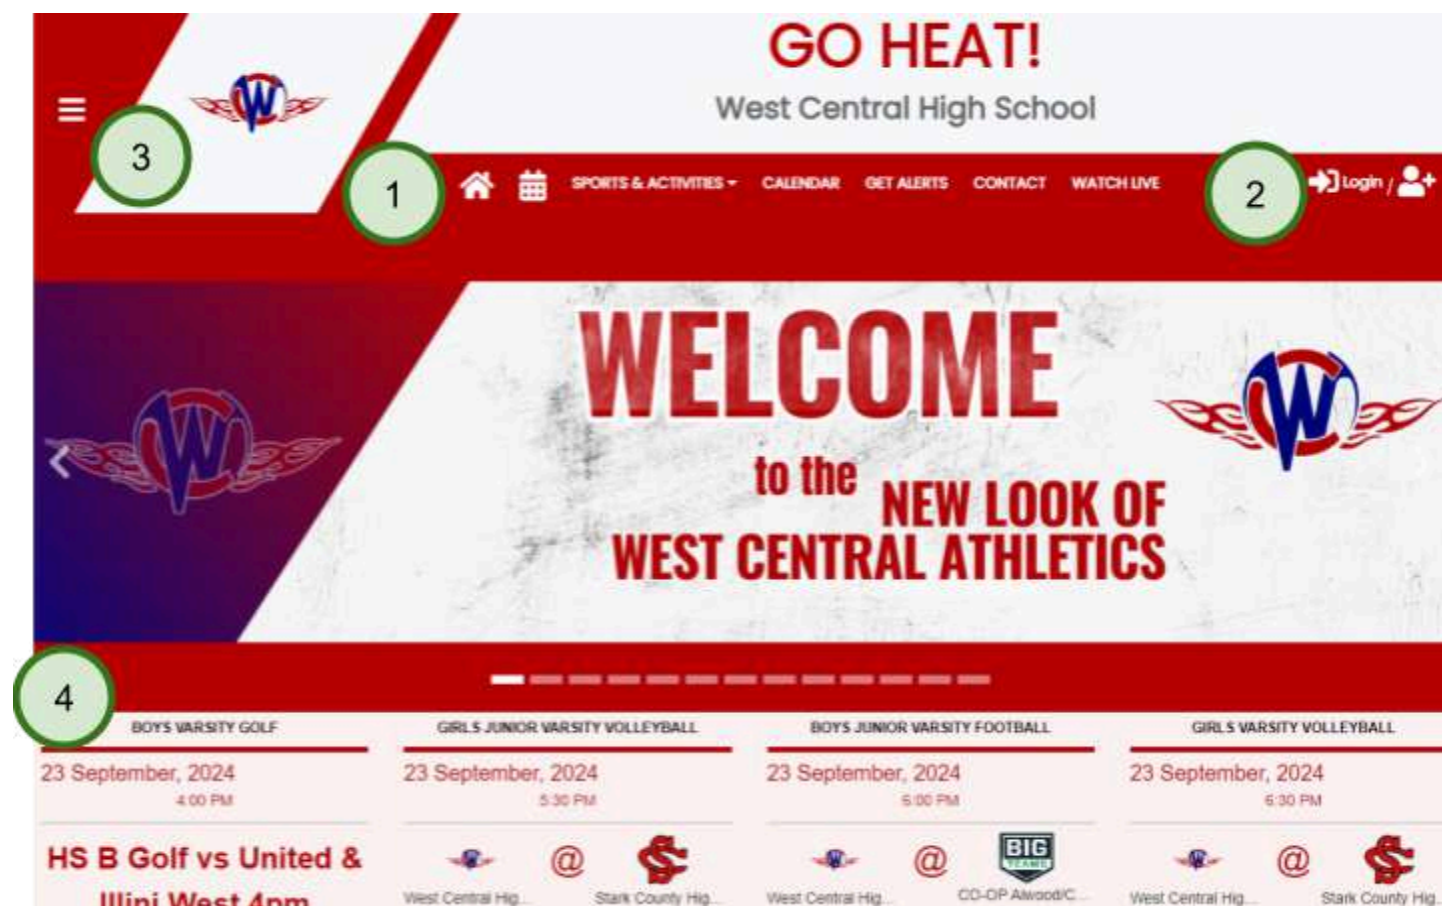 GO HEAT!
West Central High School
3
1
SPORTS & ACTIVITIES
CALENDAR
GET ALERTS
CONTACT
WATCH LIVE
2
Login /
WELCOME
to the
NEW LOOK OF
WEST CENTRAL ATHLETICS
4
BOYS VARSITY GOLF
23 September, 2024
4:00 PM
HS B Golf vs United &
Illini West 4pm
GIRLS JUNIOR VARSITY VOLLEYBALL
23 September, 2024
5:30 PM
@
West Central Hig...
Stark County Hig...
BOYS JUNIOR VARSITY FOOTBALL
23 September, 2024
6:00 PM
@
BIG
TEAMS
West Central Hig...
CO-OP Alwood/C...
GIRLS VARSITY VOLLEYBALL
23 September, 2024
6:30 PM
@
West Central Hig...
Stark County Hig...